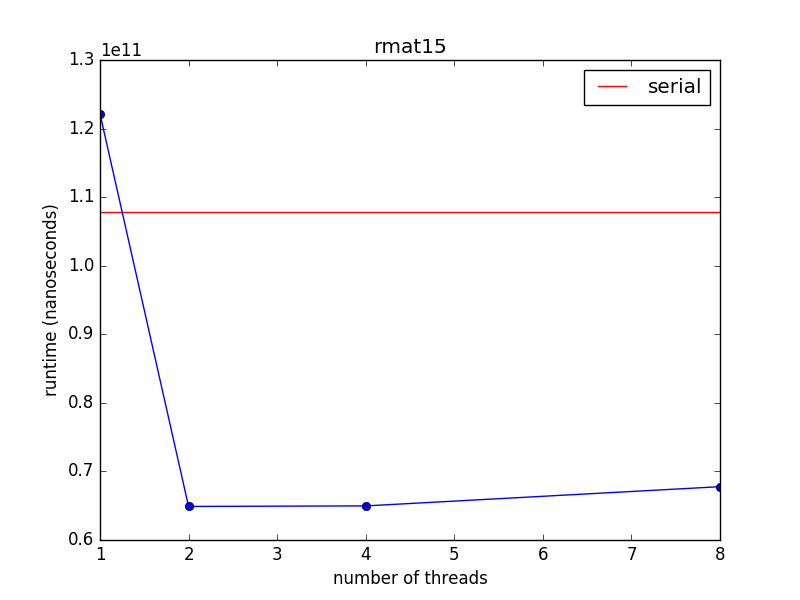 rmat15
1e11
serial
1.3
1.2
1.1
1.0
0.9
0.8
0.7
0.6
runtime (nanoseconds)
1 2 3 4 5 6 7 8
number of threads